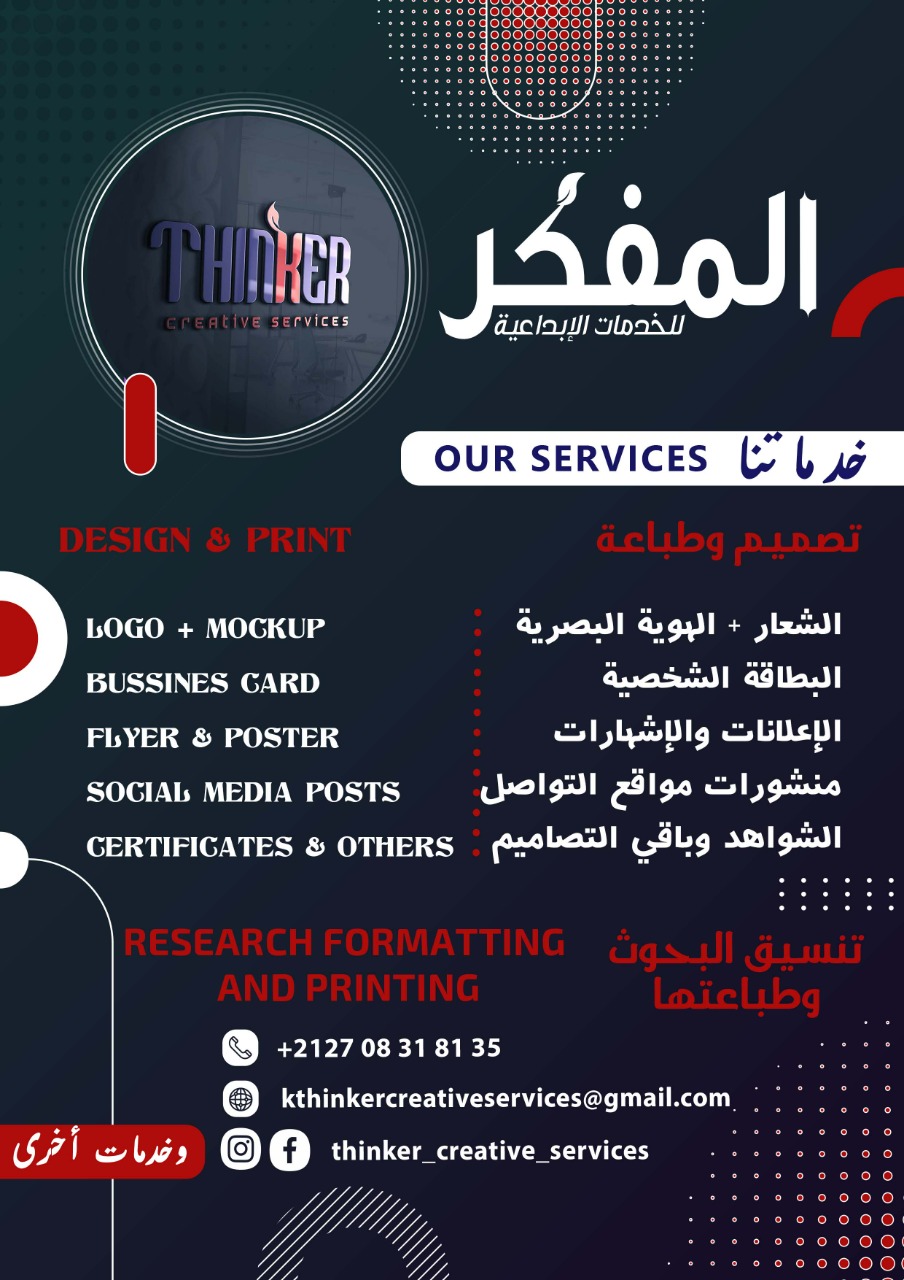 THINKER
creative services
المفكر
للخدمات الإبداعية
OUR SERVICES خدماتنا
DESIGN & PRINT تصميم وطباعة
LOGO + MOCKUP الشعار + الهوية البصرية
BUSSINES CARD البطاقة الشخصية
FLYER & POSTER الإعلانات والإشهارات
SOCIAL MEDIA POSTS منشورات مواقع التواصل
CERTIFICATES & OTHERS الشواهد وباقي التصاميم
RESEARCH FORMATTING تنسيق البحوث
AND PRINTING وطباعتها
+2127 08 31 81 35
kthinkercreativeservices@gmail.com
thinker_creative_services
وخدمات أخرى